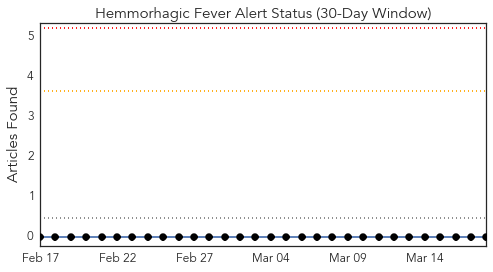 Hemmorhagic Fever Alert Status (30-Day Window)
Articles Found
5
4
3
2
1
0
Feb 17 Feb 22 Feb 27 Mar 04 Mar 09 Mar 14